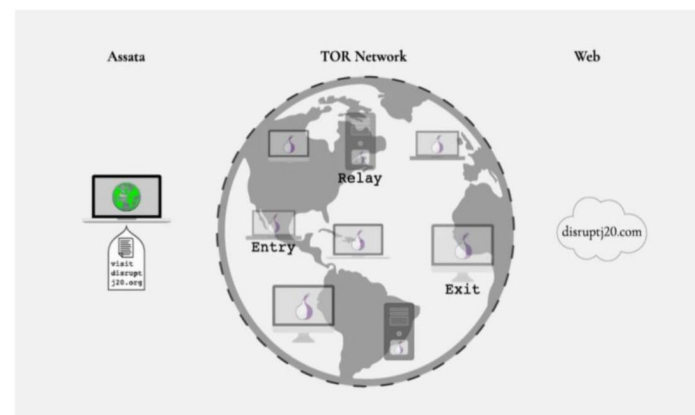 Assata
TOR Network
Web
Relay
Entry
Exit
visit
disrupt
j20.org
disruptj20.com